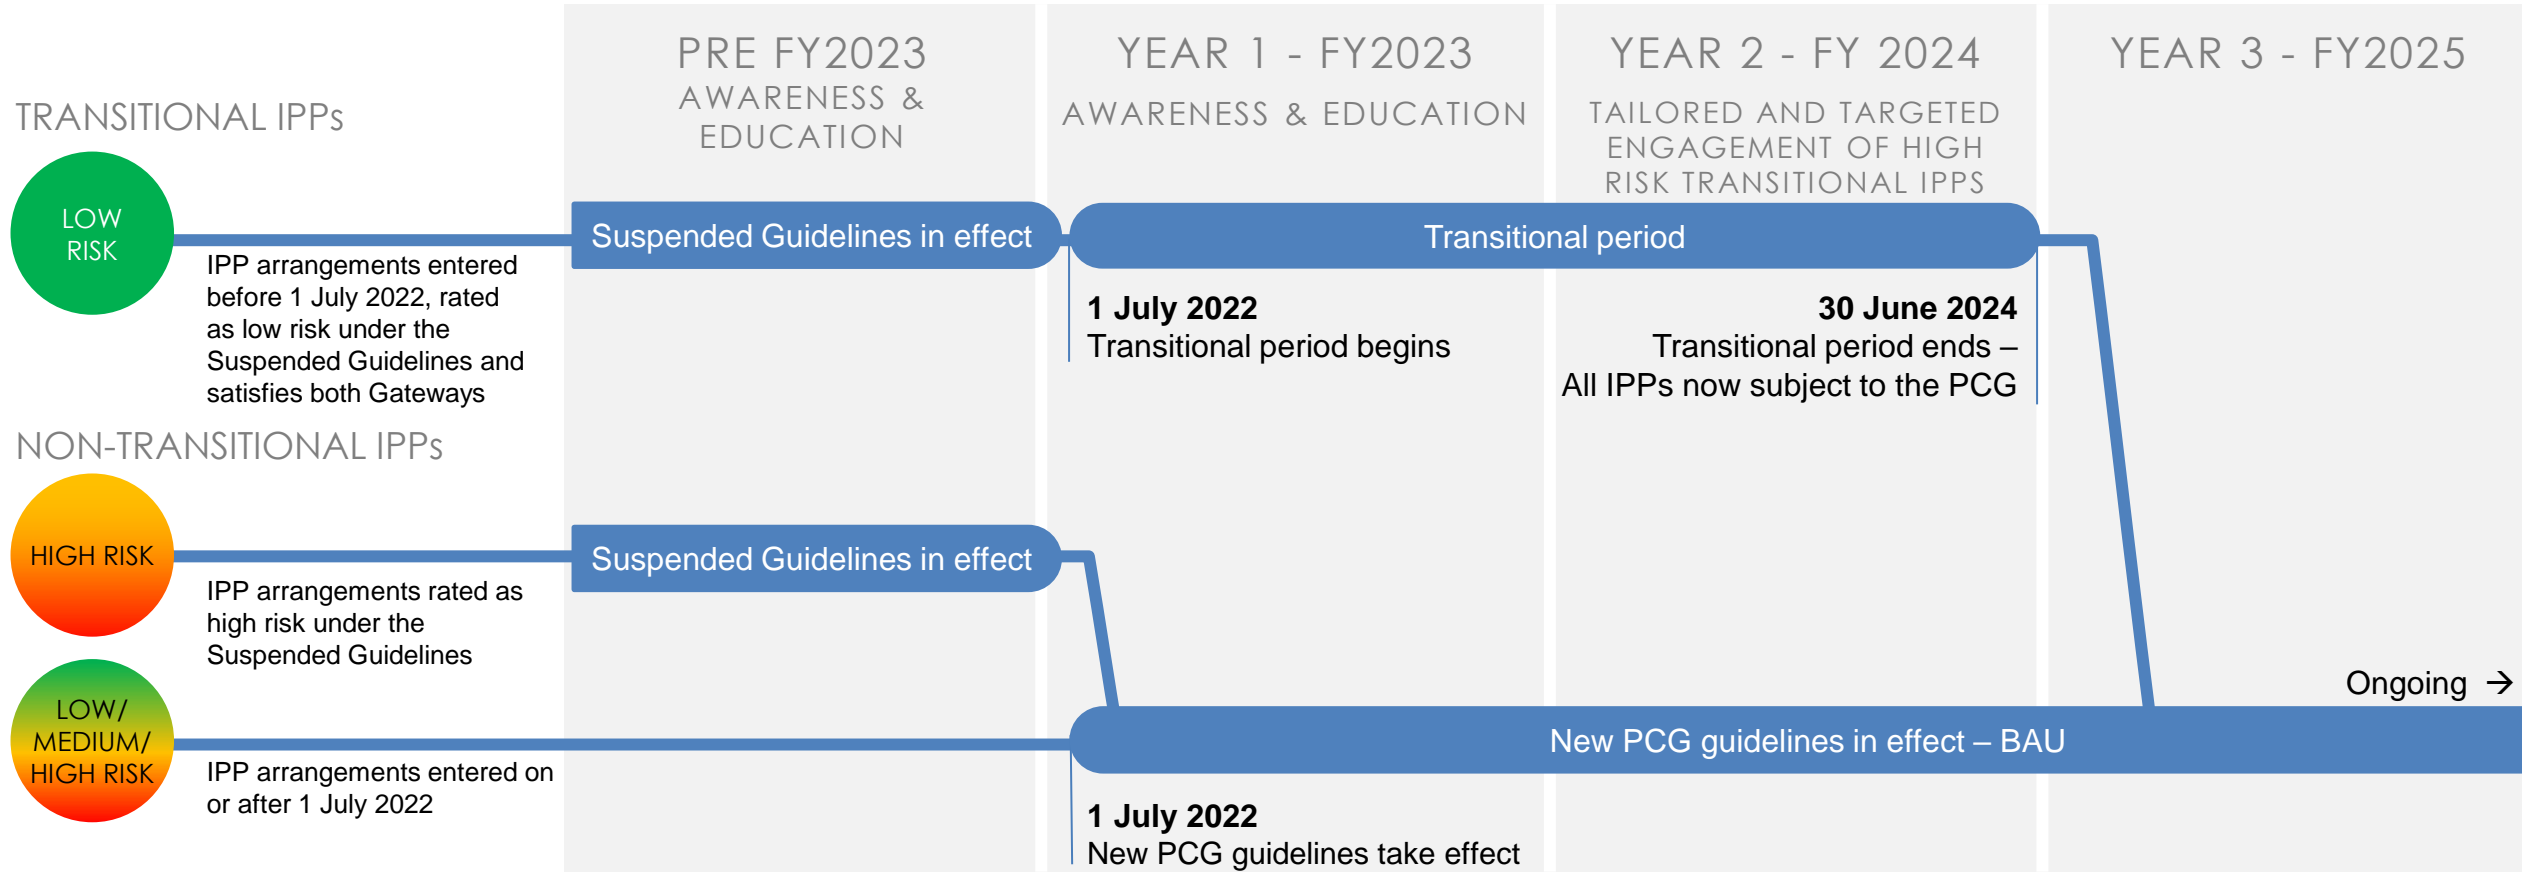 PRE FY2023
AWARENESS &
EDUCATION
YEAR 1 - FY2023
AWARENESS & EDUCATION
YEAR 2 - FY 2024
TAILORED AND TARGETED
ENGAGEMENT OF HIGH
RISK TRANSITIONAL IPPS
YEAR 3 - FY2025
TRANSITIONAL IPPs
LOW
RISK
IPP arrangements entered
before 1 July 2022, rated
as low risk under the
Suspended Guidelines and
satisfies both Gateways
Suspended Guidelines in effect
Transitional period
1 July 2022
Transitional period begins
30 June 2024
Transitional period ends –
All IPPs now subject to the PCG
NON-TRANSITIONAL IPPs
HIGH RISK
IPP arrangements rated as
high risk under the
Suspended Guidelines
Suspended Guidelines in effect
LOW/
MEDIUM/
HIGH RISK
IPP arrangements entered on
or after 1 July 2022
Ongoing →
New PCG guidelines in effect – BAU
1 July 2022
New PCG guidelines take effect